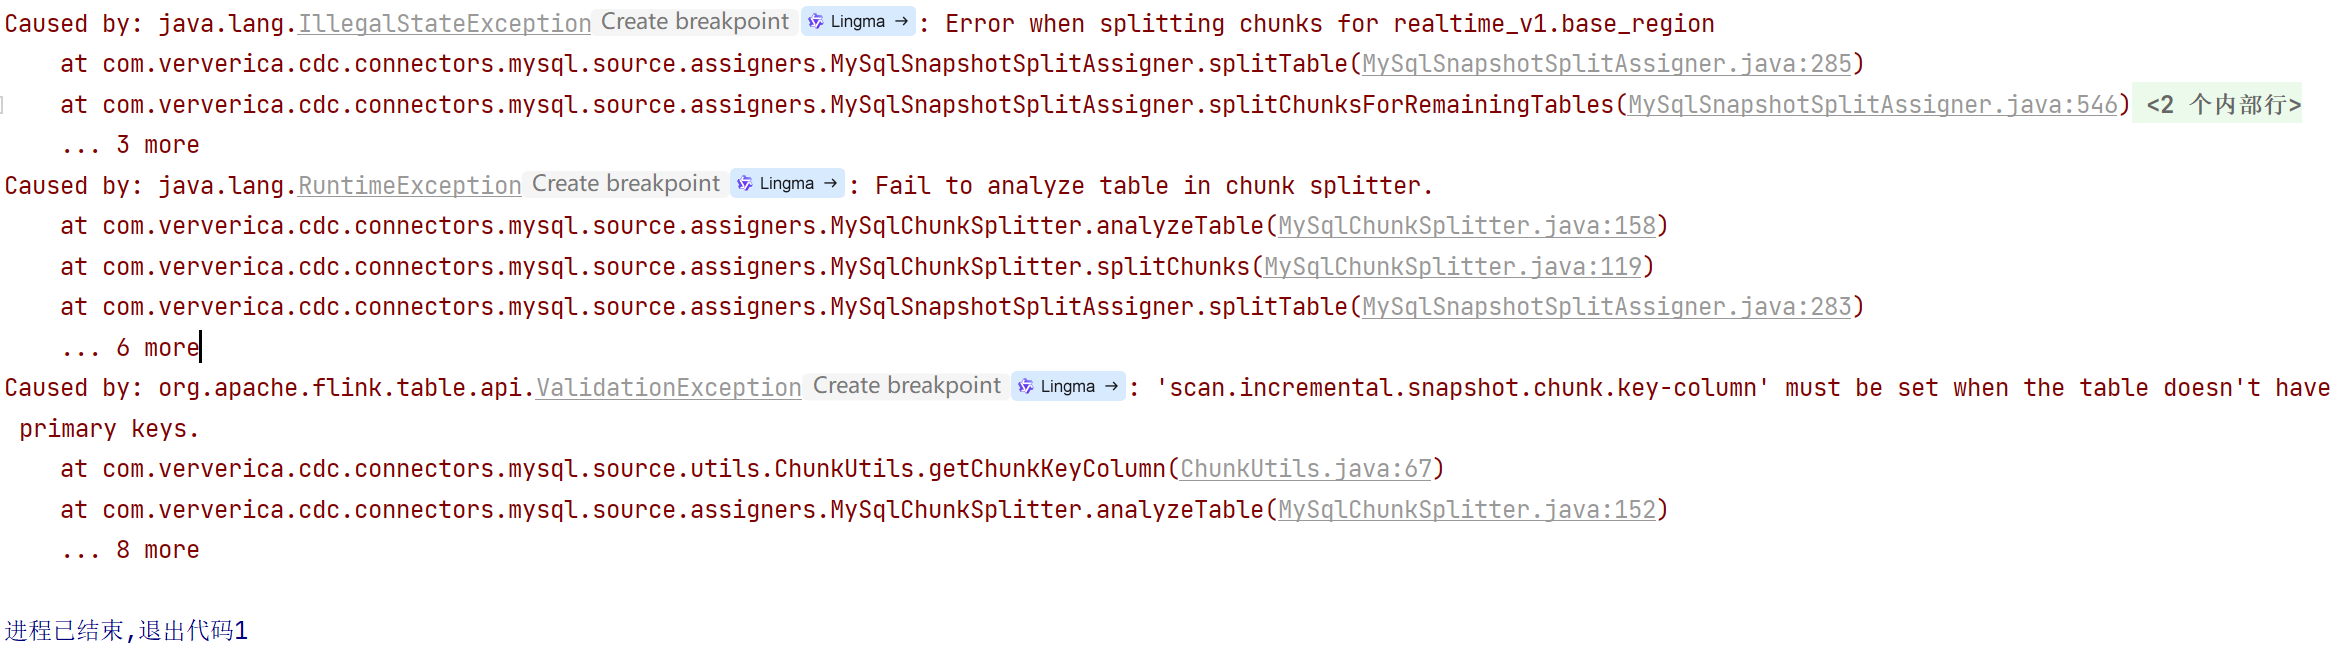 Caused by: java.lang.IllegalStateException Create breakpoint Lingma → : Error when splitting chunks for realtime_v1.base_region
at com.ververica.cdc.connectors.mysql.source.assigners.MySqlSnapshotSplitAssigner.splitTable(MySqlSnapshotSplitAssigner.java:285)
at com.ververica.cdc.connectors.mysql.source.assigners.MySqlSnapshotSplitAssigner.splitChunksForRemainingTables(MySqlSnapshotSplitAssigner.java:546) <2 个内部行>
... 3 more
Caused by: java.lang.RuntimeException Create breakpoint Lingma → : Fail to analyze table in chunk splitter.
at com.ververica.cdc.connectors.mysql.source.assigners.MySqlChunkSplitter.analyzeTable(MySqlChunkSplitter.java:158)
at com.ververica.cdc.connectors.mysql.source.assigners.MySqlChunkSplitter.splitChunks(MySqlChunkSplitter.java:119)
at com.ververica.cdc.connectors.mysql.source.assigners.MySqlSnapshotSplitAssigner.splitTable(MySqlSnapshotSplitAssigner.java:283)
... 6 more
Caused by: org.apache.flink.table.api.ValidationException Create breakpoint Lingma → : 'scan.incremental.snapshot.chunk.key-column' must be set when the table doesn't have
primary keys.
at com.ververica.cdc.connectors.mysql.source.utils.ChunkUtils.getChunkKeyColumn(ChunkUtils.java:67)
at com.ververica.cdc.connectors.mysql.source.assigners.MySqlChunkSplitter.analyzeTable(MySqlChunkSplitter.java:152)
... 8 more
进程已结束,退出代码1